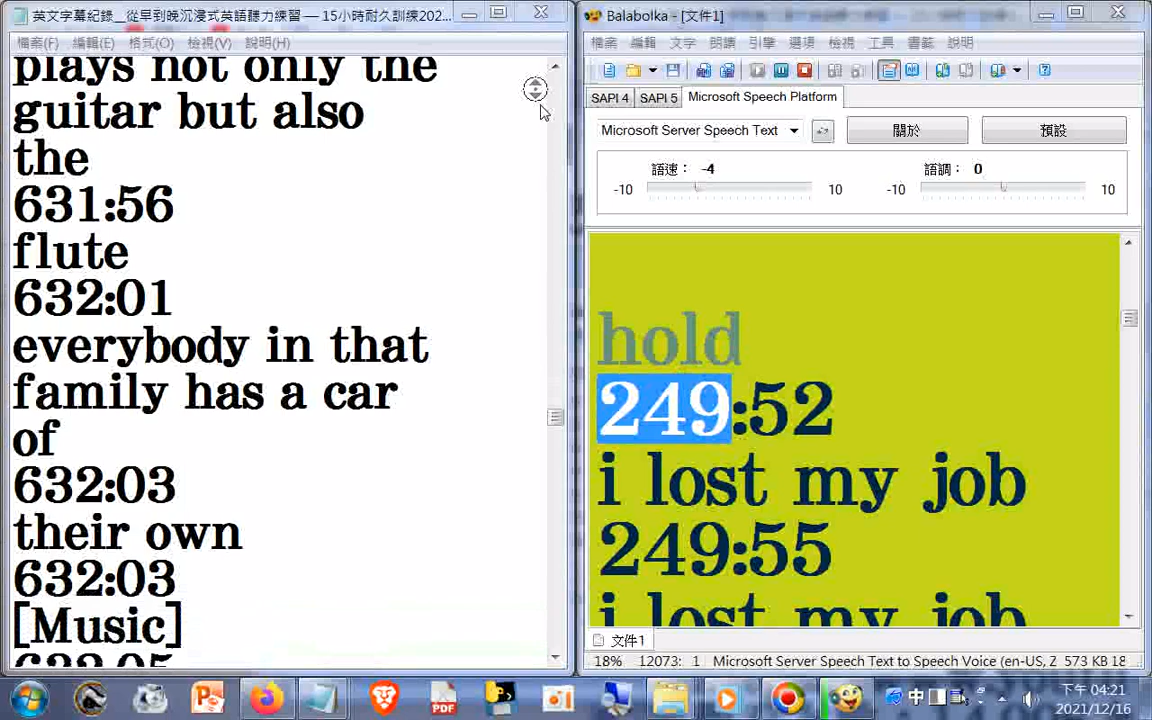 英文字幕紀錄__從早到晚沉浸式英語聽力練習 — 15小時耐久訓練202...
檔案(F) 編輯(E) 格式(O) 檢視(V) 說明(H)
plays not only the
guitar but also
the
631:56
flute
632:01
everybody in that
family has a car
of
632:03
their own
632:03
[Music]
632:05
Balabolka - [文件1]
檔案 編輯 文字 朗讀 引擎 選項 檢視 工具 書籤 說明
SAPI 4 SAPI 5 Microsoft Speech Platform
Microsoft Server Speech Text 關於 預設
語速： -4 語調： 0
-10 10 -10 10
hold
249:52
i lost my job
249:55
i lost my job
文件1
18% 12073: 1 Microsoft Server Speech Text to Speech Voice (en-US, Z 573 KB 18
PDF 中 下午 04:21
2021/12/16